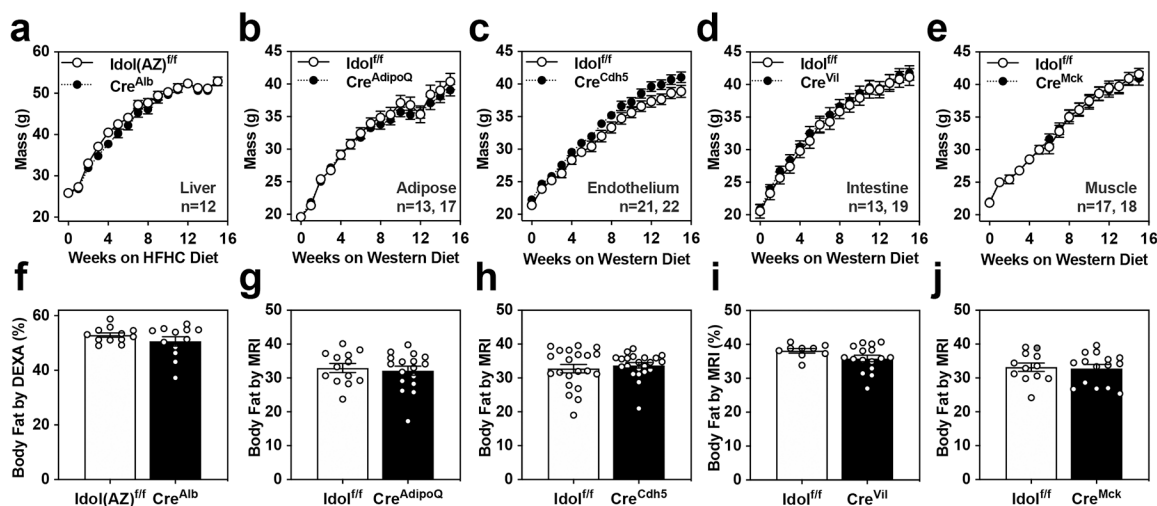 a
60
50
40
30
20
Mass (g)
Idol(AZ)f/f
CreAlb
Liver
n=12
0 4 8 12 16
Weeks on HFHC Diet
b
45
40
35
30
25
20
Mass (g)
Idolf/f
CreAdipoQ
Adipose
n=13, 17
0 4 8 12 16
Weeks on Western Diet
c
45
40
35
30
25
20
Mass (g)
Idolf/f
CreCdh5
Endothelium
n=21, 22
0 4 8 12 16
Weeks on Western Diet
d
45
40
35
30
25
20
Mass (g)
Idolf/f
CreVil
Intestine
n=13, 19
0 4 8 12 16
Weeks on Western Diet
e
45
40
35
30
25
20
Mass (g)
Idolf/f
CreMck
Muscle
n=17, 18
0 4 8 12 16
Weeks on Western Diet
f
60
40
20
0
Body Fat by DEXA (%)
Idol(AZ)f/f CreAlb
g
50
40
30
20
10
0
Body Fat by MRI
Idolf/f CreAdipoQ
h
50
40
30
20
10
0
Body Fat by MRI
Idolf/f CreCdh5
i
50
40
30
20
10
0
Body Fat by MRI (%)
Idolf/f CreVil
j
50
40
30
20
10
0
Body Fat by MRI
Idolf/f CreMck